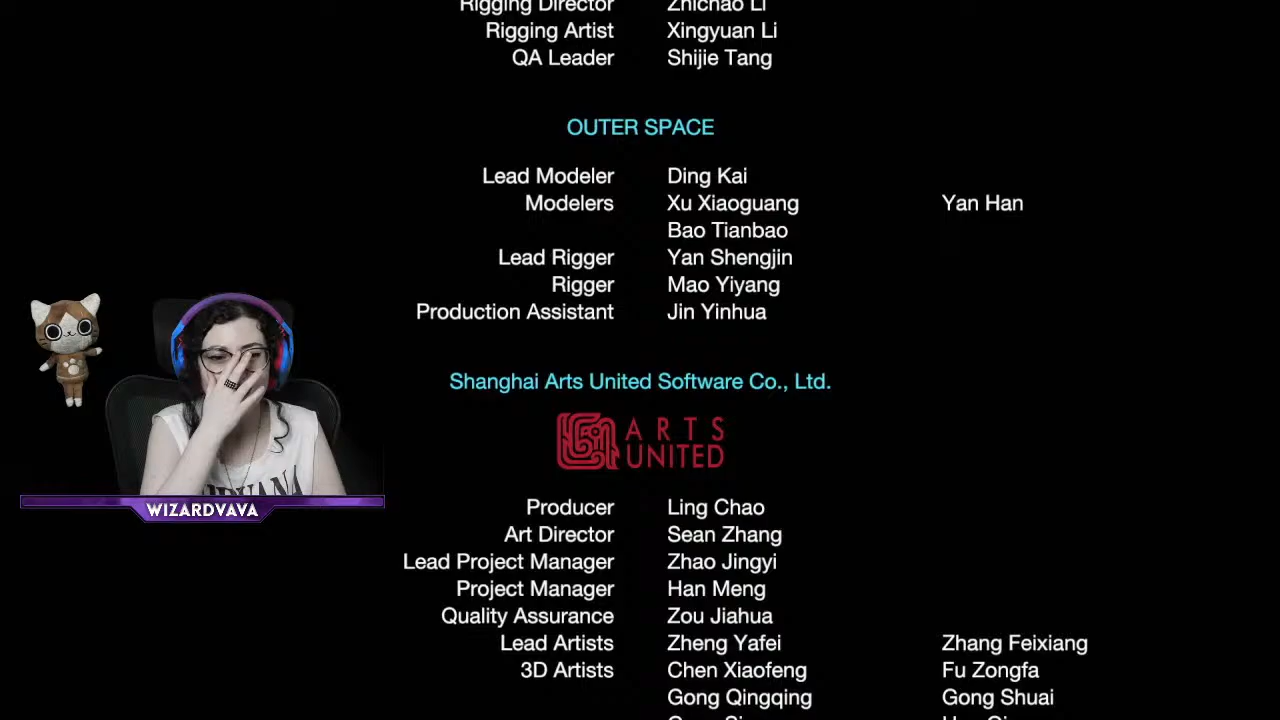 Rigging Director Zhichao Li
Rigging Artist Xingyuan Li
QA Leader Shijie Tang
OUTER SPACE
Lead Modeler Ding Kai
Modelers Xu Xiaoguang Yan Han
Bao Tianbao
Lead Rigger Yan Shengjin
Rigger Mao Yiyang
Production Assistant Jin Yinhua
Shanghai Arts United Software Co., Ltd.
ARTS
UNITED
WIZARDVAVA
Producer Ling Chao
Art Director Sean Zhang
Lead Project Manager Zhao Jingyi
Project Manager Han Meng
Quality Assurance Zou Jiahua
Lead Artists Zheng Yafei Zhang Feixiang
3D Artists Chen Xiaofeng Fu Zongfa
Gong Qingqing Gong Shuai